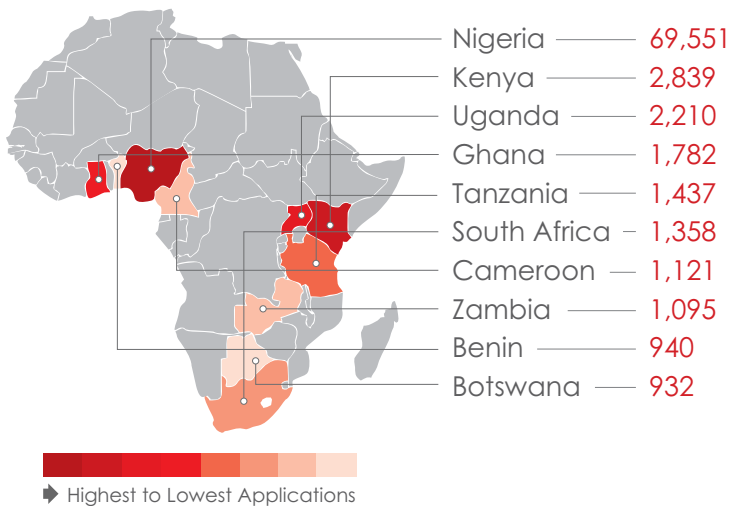 Nigeria 69,551
Kenya 2,839
Uganda 2,210
Ghana 1,782
Tanzania 1,437
South Africa 1,358
Cameroon 1,121
Zambia 1,095
Benin 940
Botswana 932
Highest to Lowest Applications